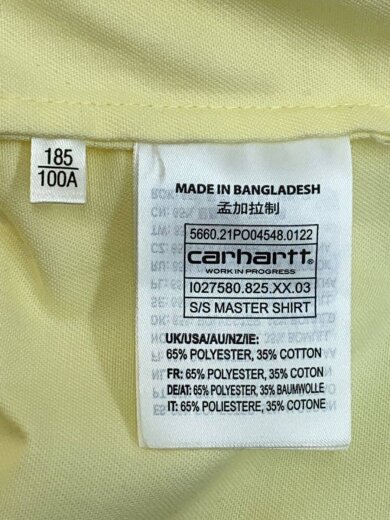 185
100A
MADE IN BANGLADESH
孟加拉制
5660.21PO04548.0122
carhartt
WORK IN PROGRESS
I027580.825.XX.03
S/S MASTER SHIRT
UK/USA/AU/NZ/IE:
65% POLYESTER, 35% COTTON
FR: 65% POLYESTER, 35% COTON
DE/AT: 65% POLYESTER, 35% BAUMWOLLE
IT: 65% POLIESTERE, 35% COTONE